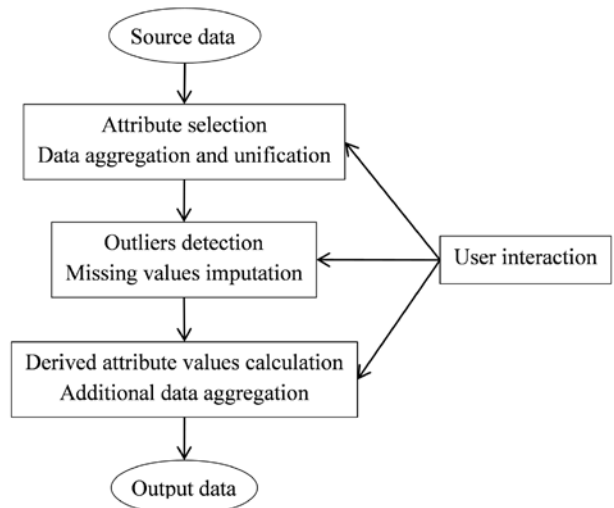 Source data
Attribute selection
Data aggregation and unification
Outliers detection
Missing values imputation
User interaction
Derived attribute values calculation
Additional data aggregation
Output data